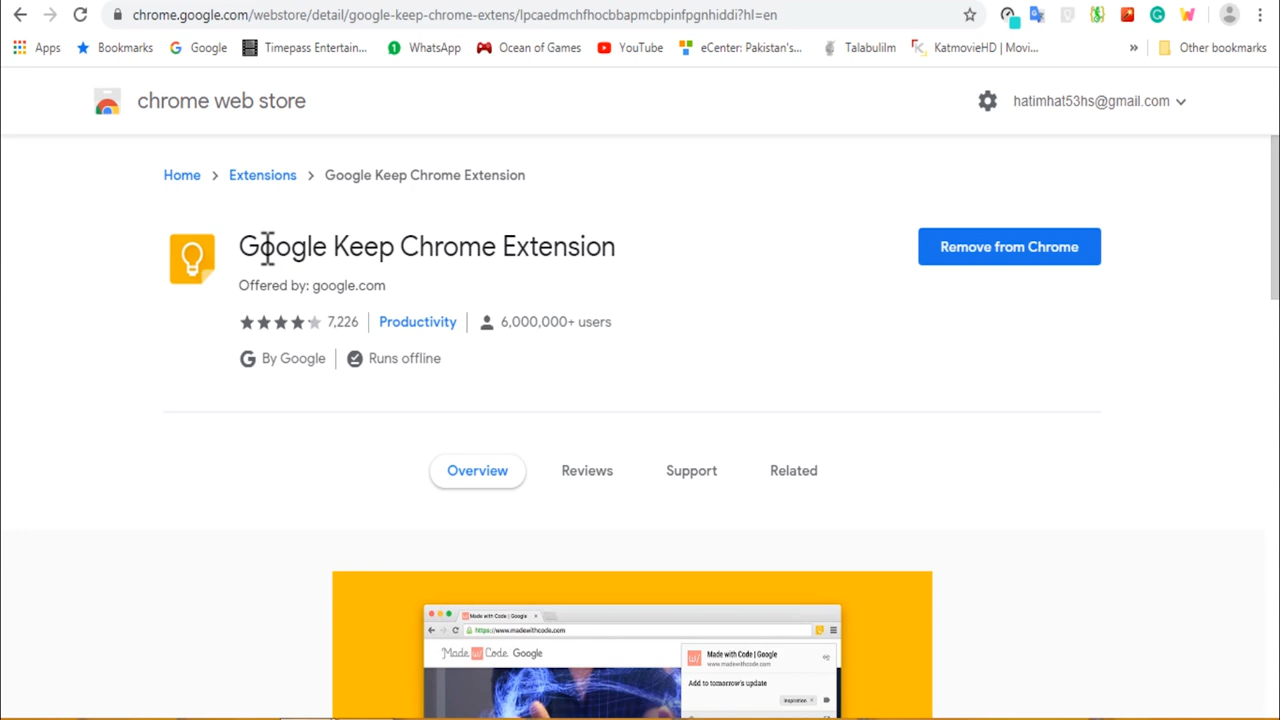 chrome.google.com/webstore/detail/google-keep-chrome-extens/lpcaedmchfhocbbapmcbpinfpgnhiddi?hl=en
Apps Bookmarks Google Timepass Entertain... WhatsApp Ocean of Games YouTube eCenter: Pakistan's... Talabulilm KatmovieHD | Movi... » Other bookmarks
chrome web store hatimhat53hs@gmail.com
Home > Extensions > Google Keep Chrome Extension
Google Keep Chrome Extension Remove from Chrome
Offered by: google.com
7,226 Productivity 6,000,000+ users
By Google Runs offline
Overview Reviews Support Related
Made with Code | Google
https://www.madewithcode.com
Made w/ Code Google
Made with Code | Google
www.madewithcode.com
Add to tomorrow's update
Inspiration